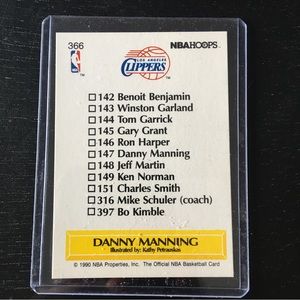 366
NBA HOOPS
LOS ANGELES
CLIPPERS
142 Benoit Benjamin
143 Winston Garland
144 Tom Garrick
145 Gary Grant
146 Ron Harper
147 Danny Manning
148 Jeff Martin
149 Ken Norman
151 Charles Smith
316 Mike Schuler (coach)
397 Bo Kimble
DANNY MANNING
Illustrated by: Kathy Petrauskas
© 1990 NBA Properties, Inc. The Official NBA Basketball Card